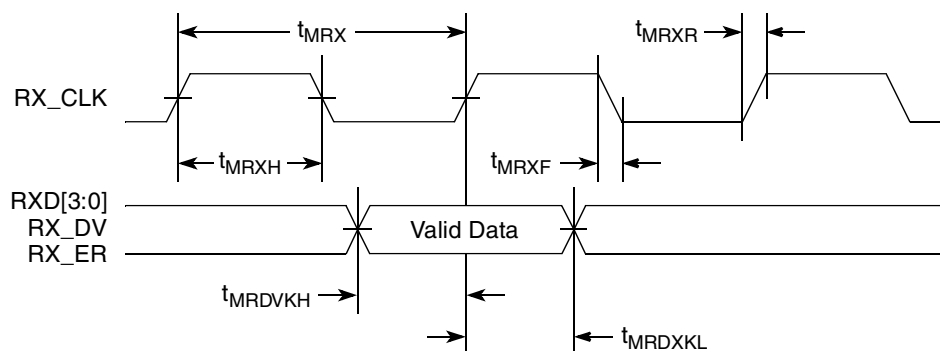 tMRX
tMRXR
RX_CLK
tMRXH
tMRXF
RXD[3:0]
RX_DV
RX_ER
Valid Data
tMRDVKH
tMRDXKL